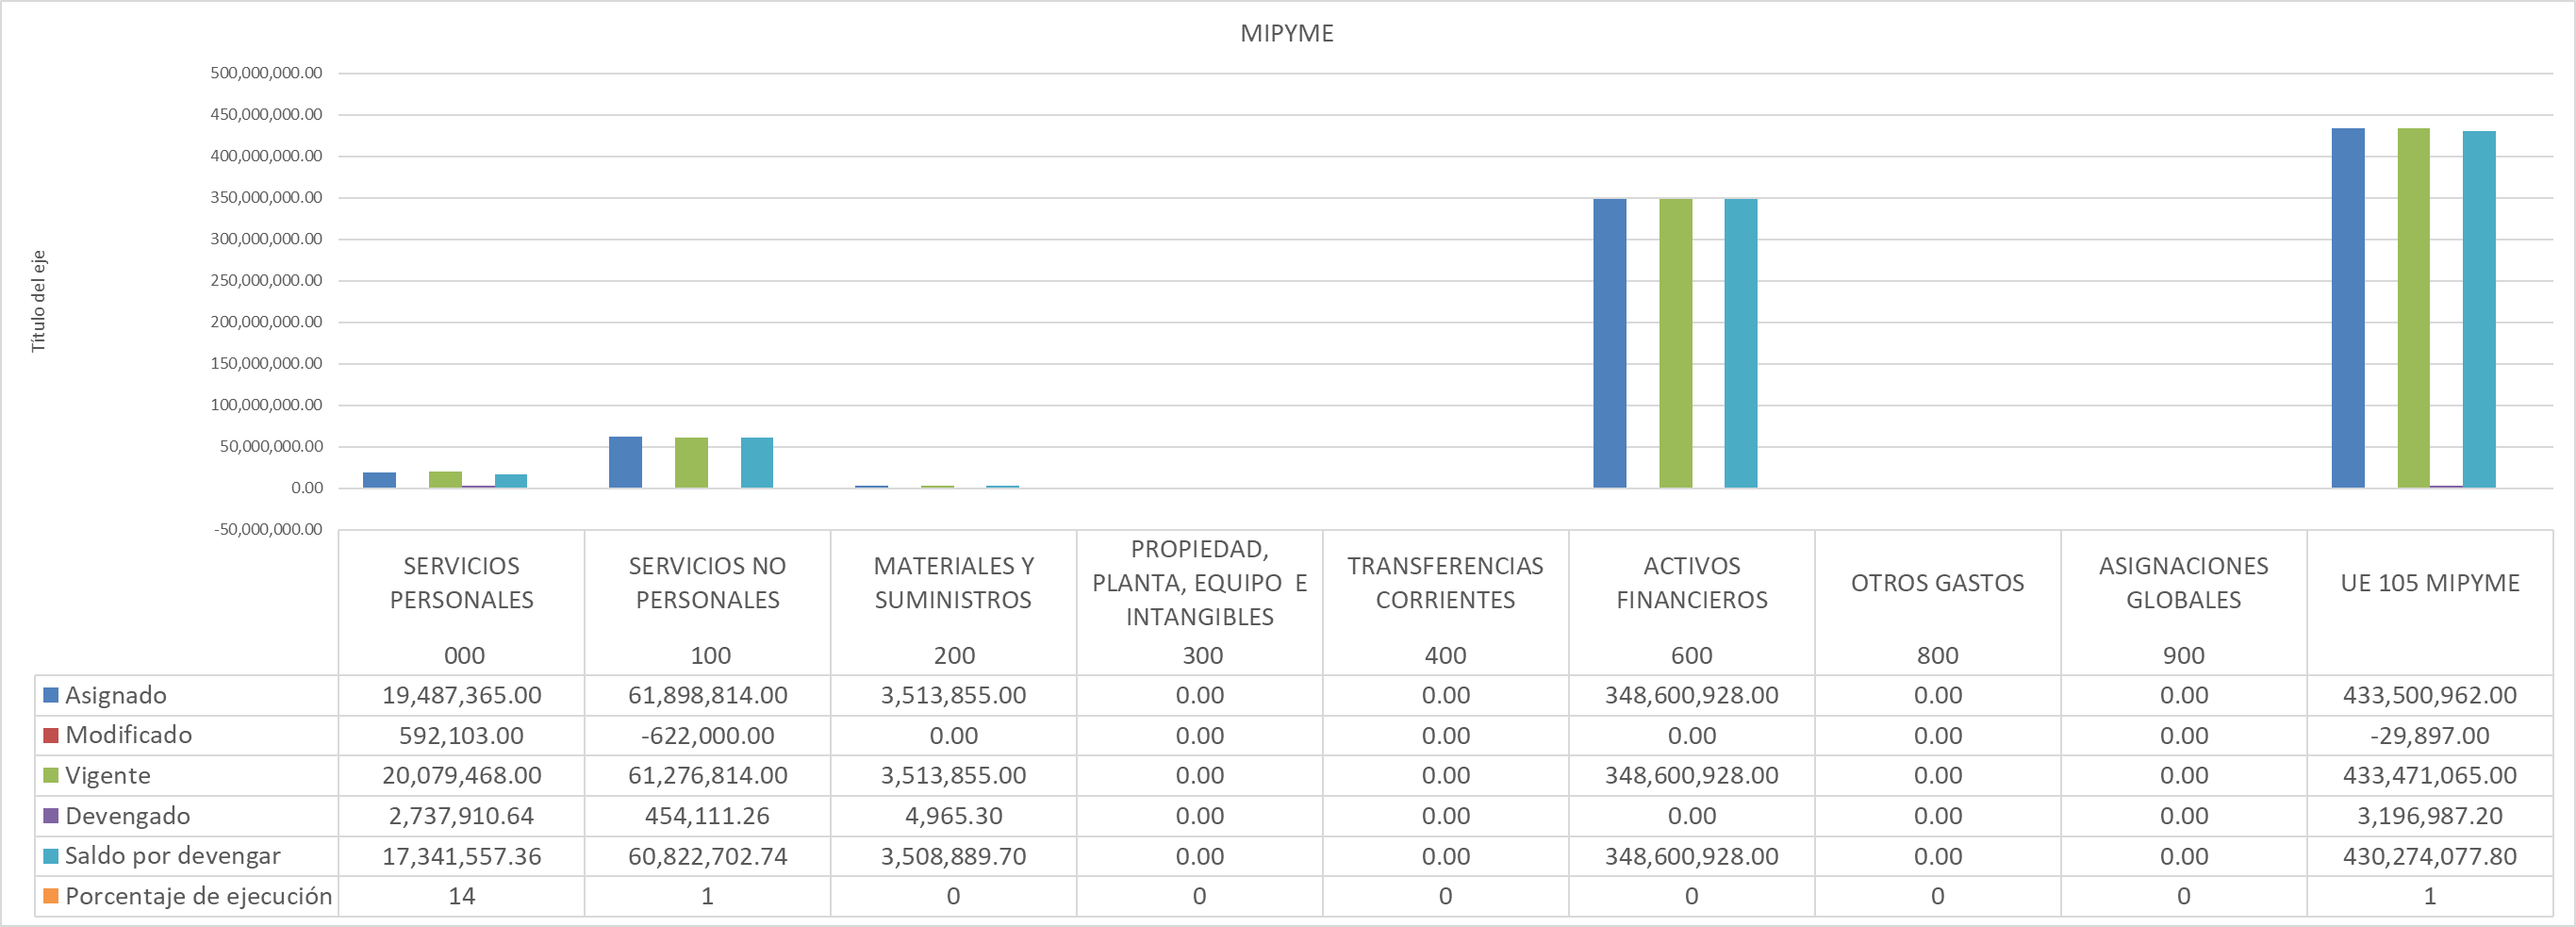 MIPYME
500,000,000.00
450,000,000.00
400,000,000.00
350,000,000.00
300,000,000.00
250,000,000.00
200,000,000.00
150,000,000.00
100,000,000.00
50,000,000.00
0.00
-50,000,000.00
Título del eje
SERVICIOS
PERSONALES
000
SERVICIOS NO
PERSONALES
100
MATERIALES Y
SUMINISTROS
200
PROPIEDAD,
PLANTA, EQUIPO E
INTANGIBLES
300
TRANSFERENCIAS
CORRIENTES
400
ACTIVOS
FINANCIEROS
600
OTROS GASTOS
800
ASIGNACIONES
GLOBALES
900
UE 105 MIPYME
Asignado 19,487,365.00 61,898,814.00 3,513,855.00 0.00 0.00 348,600,928.00 0.00 0.00 433,500,962.00
Modificado 592,103.00 -622,000.00 0.00 0.00 0.00 0.00 0.00 0.00 -29,897.00
Vigente 20,079,468.00 61,276,814.00 3,513,855.00 0.00 0.00 348,600,928.00 0.00 0.00 433,471,065.00
Devengado 2,737,910.64 454,111.26 4,965.30 0.00 0.00 0.00 0.00 0.00 3,196,987.20
Saldo por devengar 17,341,557.36 60,822,702.74 3,508,889.70 0.00 0.00 348,600,928.00 0.00 0.00 430,274,077.80
Porcentaje de ejecución 14 1 0 0 0 0 0 0 1